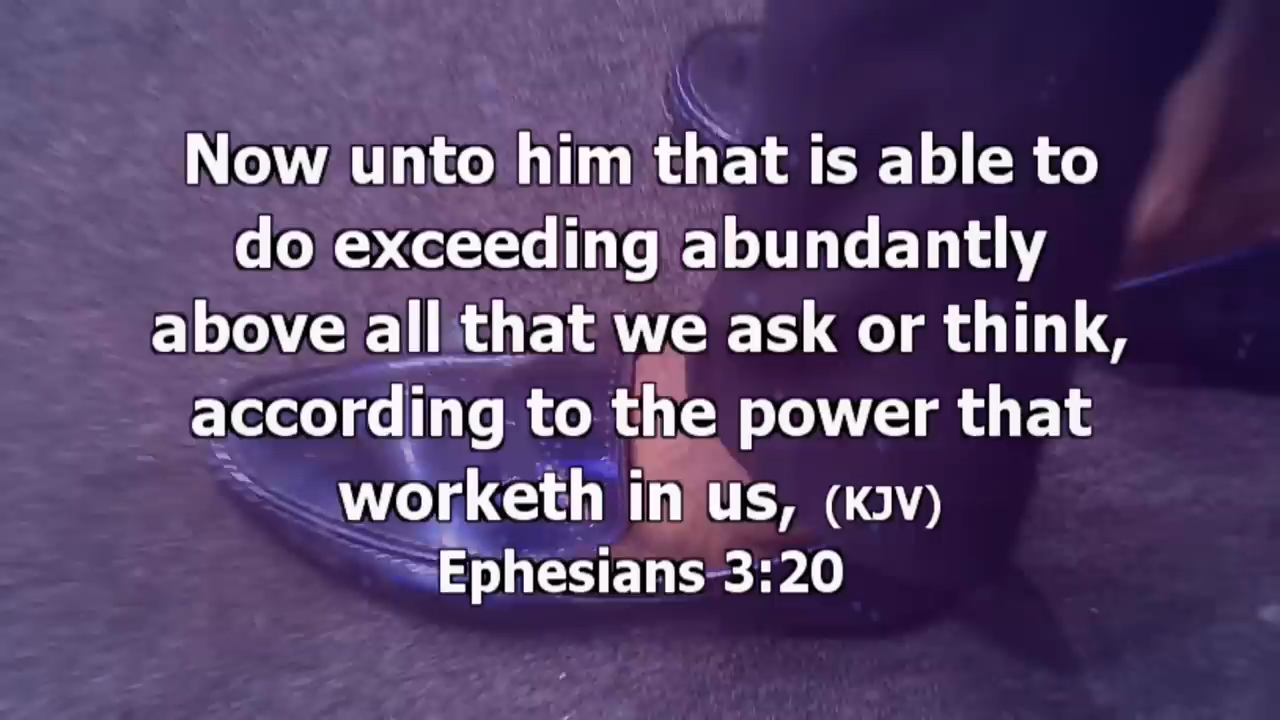 Now unto him that is able to
do exceeding abundantly
above all that we ask or think,
according to the power that
worketh in us, (KJV)
Ephesians 3:20